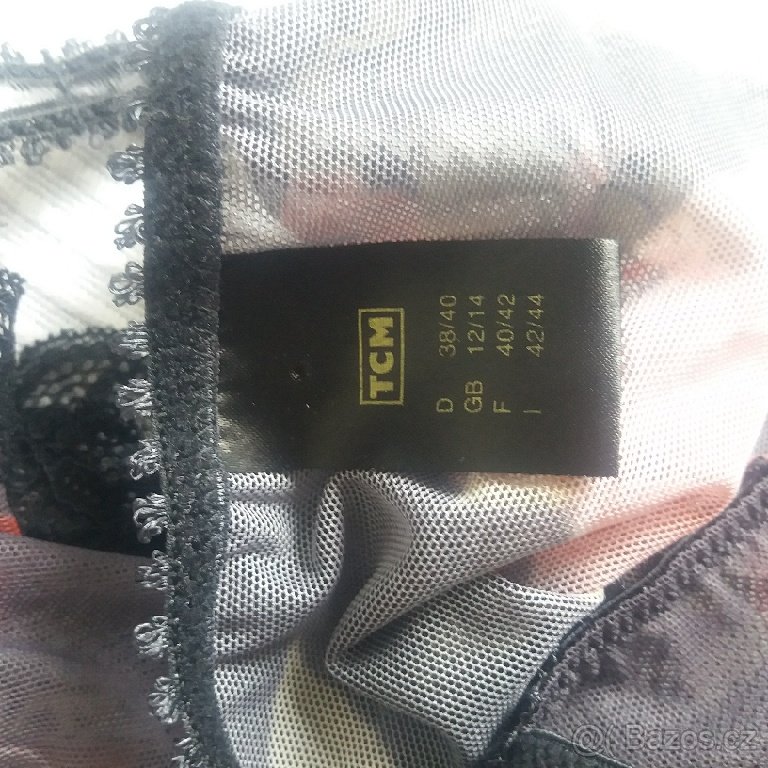 TCM
D 38/40
GB 12/14
F 40/42
I 42/44
@( Bazos.cz